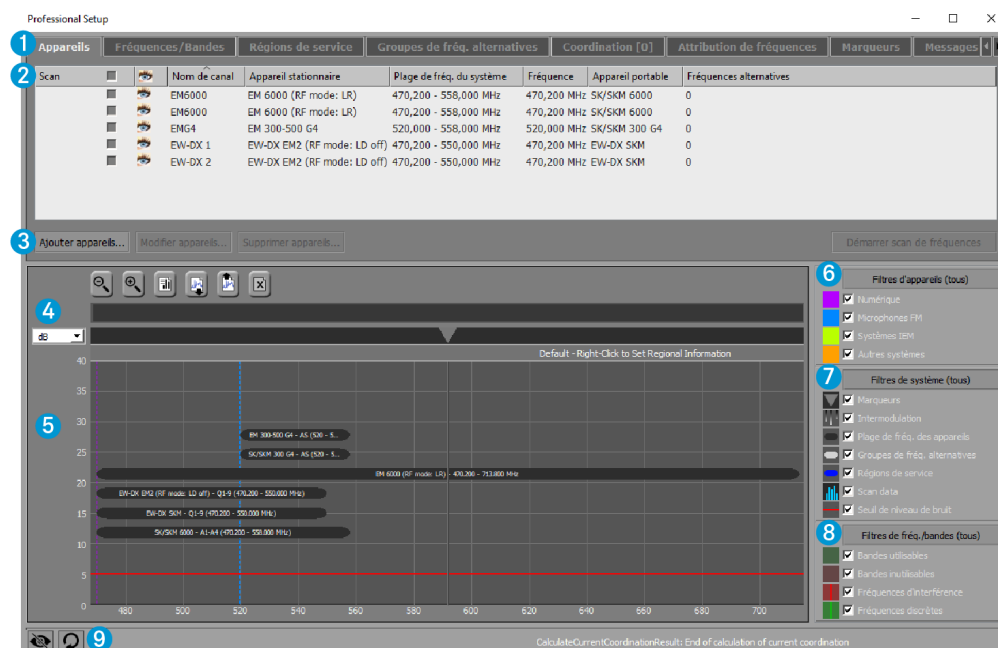 Professional Setup
1 Appareils Fréquences/Bandes Régions de service Groupes de fréq. alternatives Coordination [0] Attribution de fréquences Marqueurs Messages
2 Scan Nom de canal Appareil stationnaire Plage de fréq. du système Fréquence Appareil portable Fréquences alternatives
EM6000 EM 6000 (RF mode: LR) 470,200 - 558,000 MHz 470,200 MHz SK/SKM 6000 0
EM6000 EM 6000 (RF mode: LR) 470,200 - 558,000 MHz 470,200 MHz SK/SKM 6000 0
EMG4 EM 300-500 G4 520,000 - 558,000 MHz 520,000 MHz SK/SKM 300 G4 0
EW-DX 1 EW-DX EM2 (RF mode: LD off) 470,200 - 550,000 MHz 470,200 MHz EW-DX SKM 0
EW-DX 2 EW-DX EM2 (RF mode: LD off) 470,200 - 550,000 MHz 470,200 MHz EW-DX SKM 0
3 Ajouter appareils... Modifier appareils... Supprimer appareils... Démarrer scan de fréquences
4
dB
Default - Right-Click to Set Regional Information
5
40
35
30
25
20
15
10
5
0
EM 300-500 G4 - AS (520 - 5...
SK/SKM 300 G4 - AS (520 - 5...
EM 6000 (RF mode: LR) - 470.200 - 713.800 MHz
EW-DX EM2 (RF mode: LD off) - Q1-9 (470.200 - 550.000 MHz)
EW-DX SKM - Q1-9 (470.200 - 550.000 MHz)
SK/SKM 6000 - A1-A4 (470.200 - 558.000 MHz)
480 500 520 540 560 580 600 620 640 660 680 700
6 Filtres d'appareils (tous)
Numérique
Microphones FM
Systèmes IEM
Autres systèmes
7 Filtres de système (tous)
Marqueurs
Intermodulation
Plage de fréq. des appareils
Groupes de fréq. alternatives
Régions de service
Scan data
Seuil de niveau de bruit
8 Filtres de fréq./bandes (tous)
Bandes utilisables
Bandes inutilisables
Fréquences d'interférence
Fréquences discrètes
9 CalculateCurrentCoordinationResult: End of calculation of current coordination